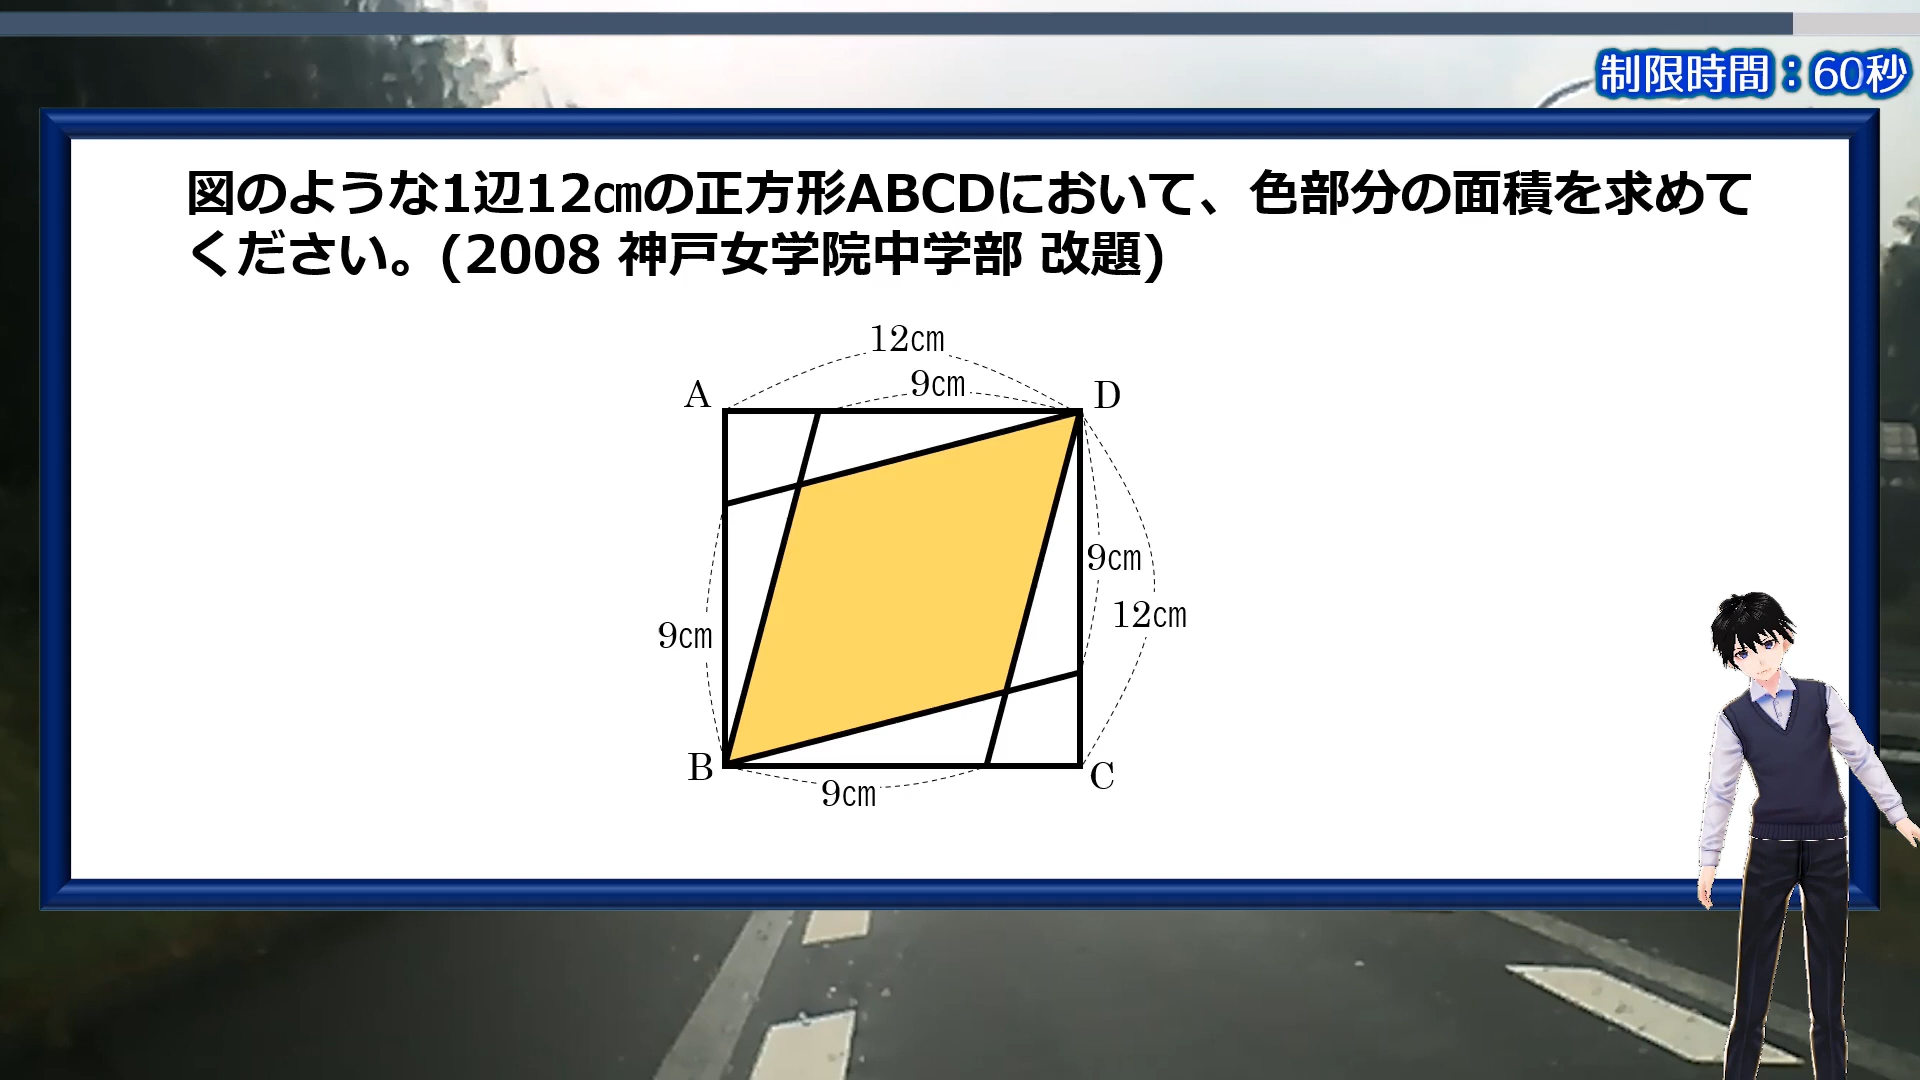 制限時間：60秒
図のような1辺12㎝の正方形ABCDにおいて、色部分の面積を求めて
ください。(2008 神戸女学院中学部 改題)
12㎝
9㎝
A
D
9㎝
12㎝
9㎝
B
C
9㎝